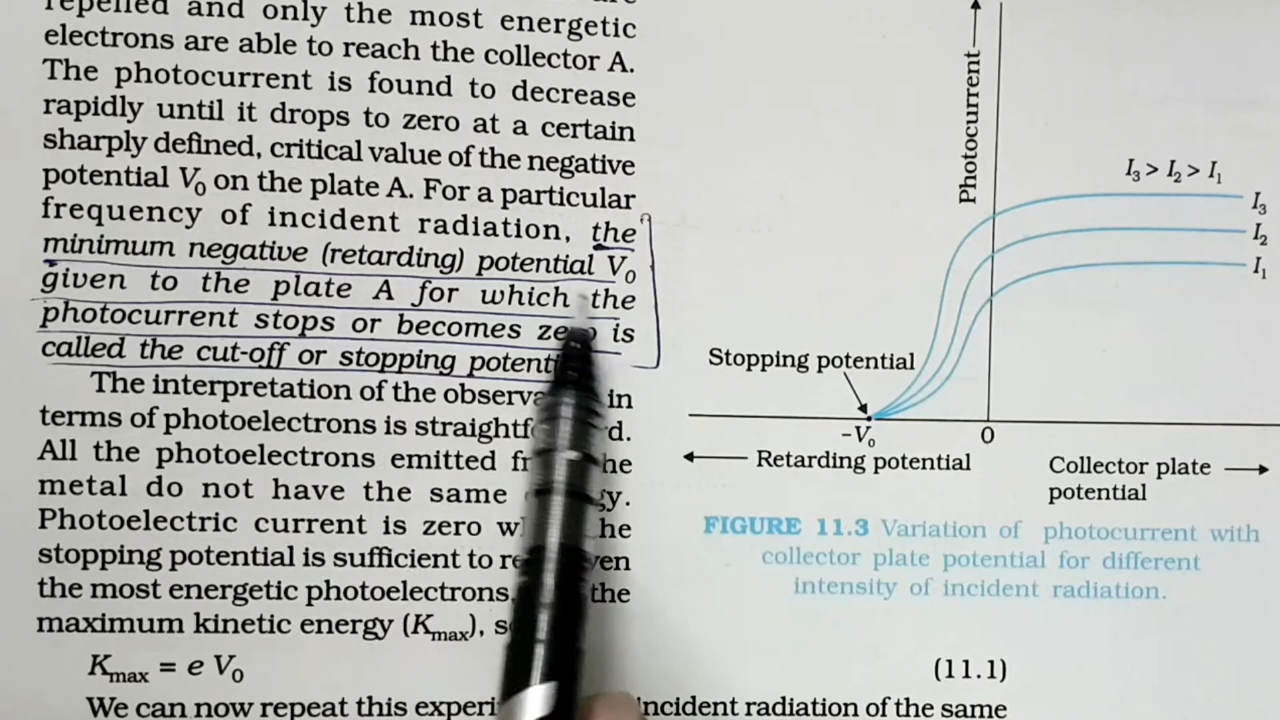 repelled and only the most energetic
electrons are able to reach the collector A.
The photocurrent is found to decrease
rapidly until it drops to zero at a certain
sharply defined, critical value of the negative
potential V₀ on the plate A. For a particular
frequency of incident radiation, the
minimum negative (retarding) potential V₀
given to the plate A for which the
photocurrent stops or becomes is
called the cut-off or stopping
The interpretation of the in
terms of photoelectrons is
All the photoelectrons emitted
metal do not have the same
Photoelectric current is zero
stopping potential is sufficient to
the most energetic photoelectrons, the
maximum kinetic energy (Kmax),
Kmax = e V₀ (11.1)
We can now repeat this incident radiation of the same
Photocurrent
I₃ > I₂ > I₁
I₃
I₂
I₁
Stopping potential
-V₀ 0
Retarding potential
Collector plate
potential
FIGURE 11.3 Variation of photocurrent with
collector plate potential for different
intensity of incident radiation.